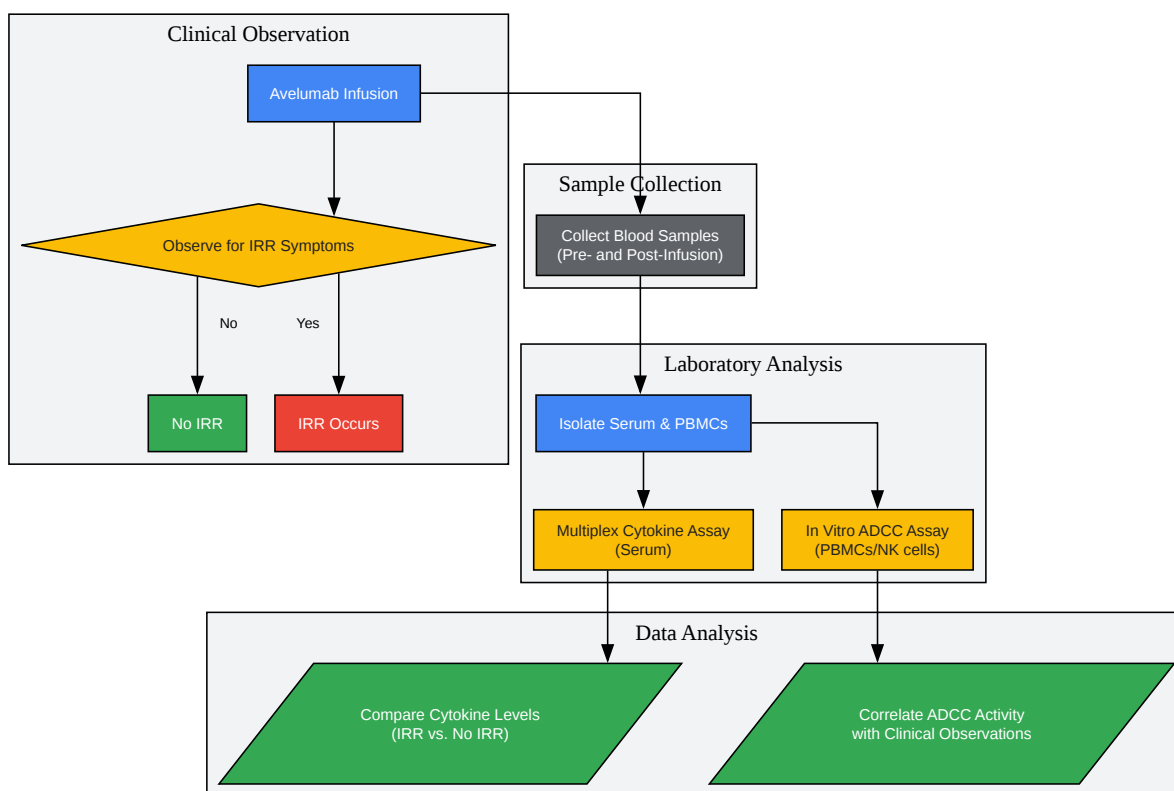 Clinical Observation
Avelumab Infusion
Sample Collection
Observe for IRR Symptoms
Collect Blood Samples
(Pre- and Post-Infusion)
No
Yes
Laboratory Analysis
No IRR
IRR Occurs
Isolate Serum & PBMCs
Multiplex Cytokine Assay
(Serum)
In Vitro ADCC Assay
(PBMCs/NK cells)
Data Analysis
Compare Cytokine Levels
(IRR vs. No IRR)
Correlate ADCC Activity
with Clinical Observations